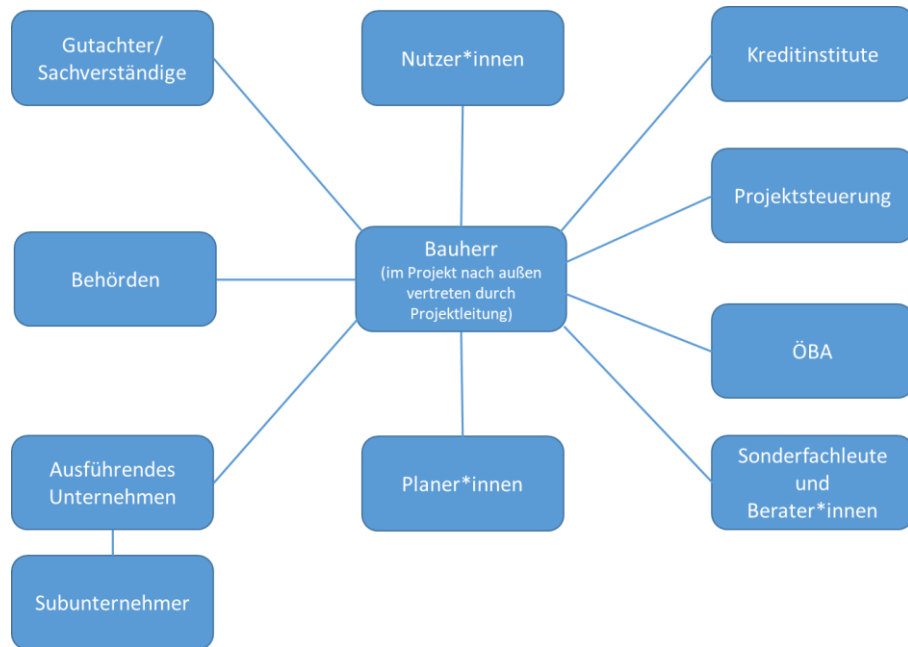 Gutachter/
Sachverständige
Nutzer*innen
Kreditinstitute
Projektsteuerung
Bauherr
(im Projekt nach außen
vertreten durch
Projektleitung)
Behörden
ÖBA
Ausführendes
Unternehmen
Planer*innen
Sonderfachleute
und
Berater*innen
Subunternehmer